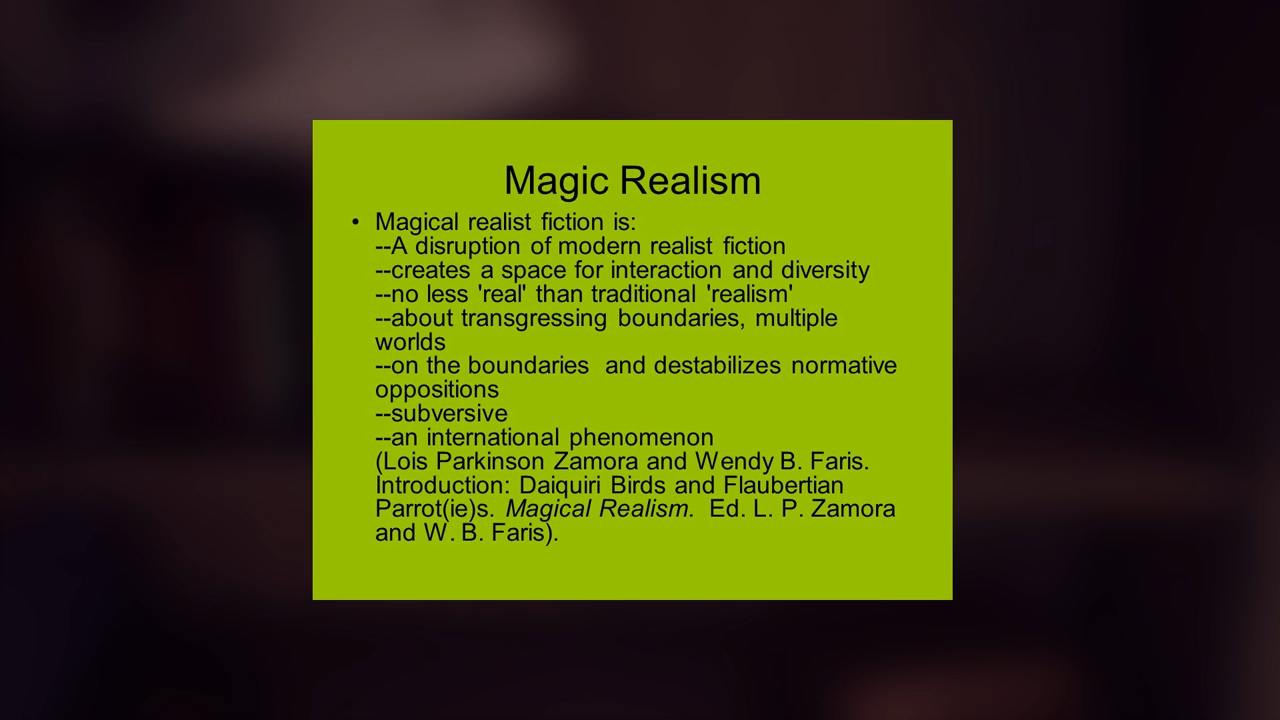 Magic Realism
• Magical realist fiction is:
--A disruption of modern realist fiction
--creates a space for interaction and diversity
--no less 'real' than traditional 'realism'
--about transgressing boundaries, multiple
worlds
--on the boundaries  and destabilizes normative
oppositions
--subversive
--an international phenomenon
(Lois Parkinson Zamora and Wendy B. Faris.
Introduction: Daiquiri Birds and Flaubertian
Parrot(ie)s. Magical Realism.  Ed. L. P. Zamora
and W. B. Faris).